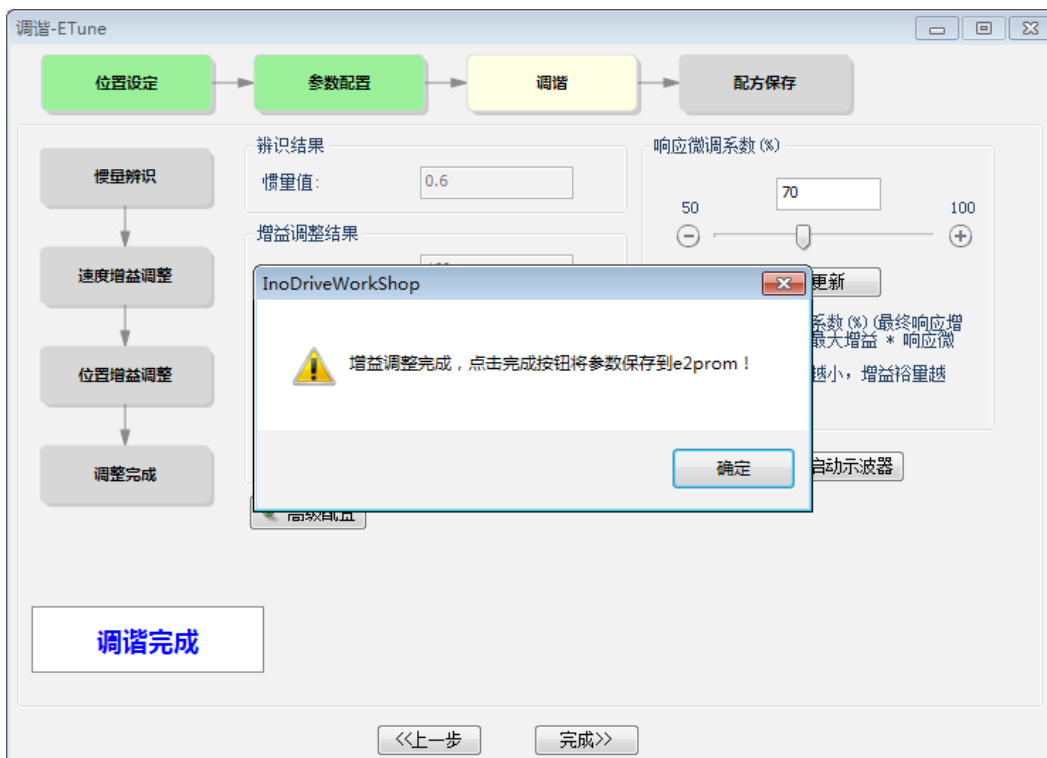 调谐-ETune
位置设定
参数配置
调谐
配方保存
惯量辨识
速度增益调整
位置增益调整
调整完成
辨识结果
惯量值:
0.6
增益调整结果
响应微调系数(%)
70
50
100
更新
系数(%)(最终响应增
最大增益 * 响应微
越小，增益裕量越
启动示波器
InoDriveWorkShop
增益调整完成，点击完成按钮将参数保存到e2prom！
确定
高级配置
调谐完成
<<上一步
完成>>